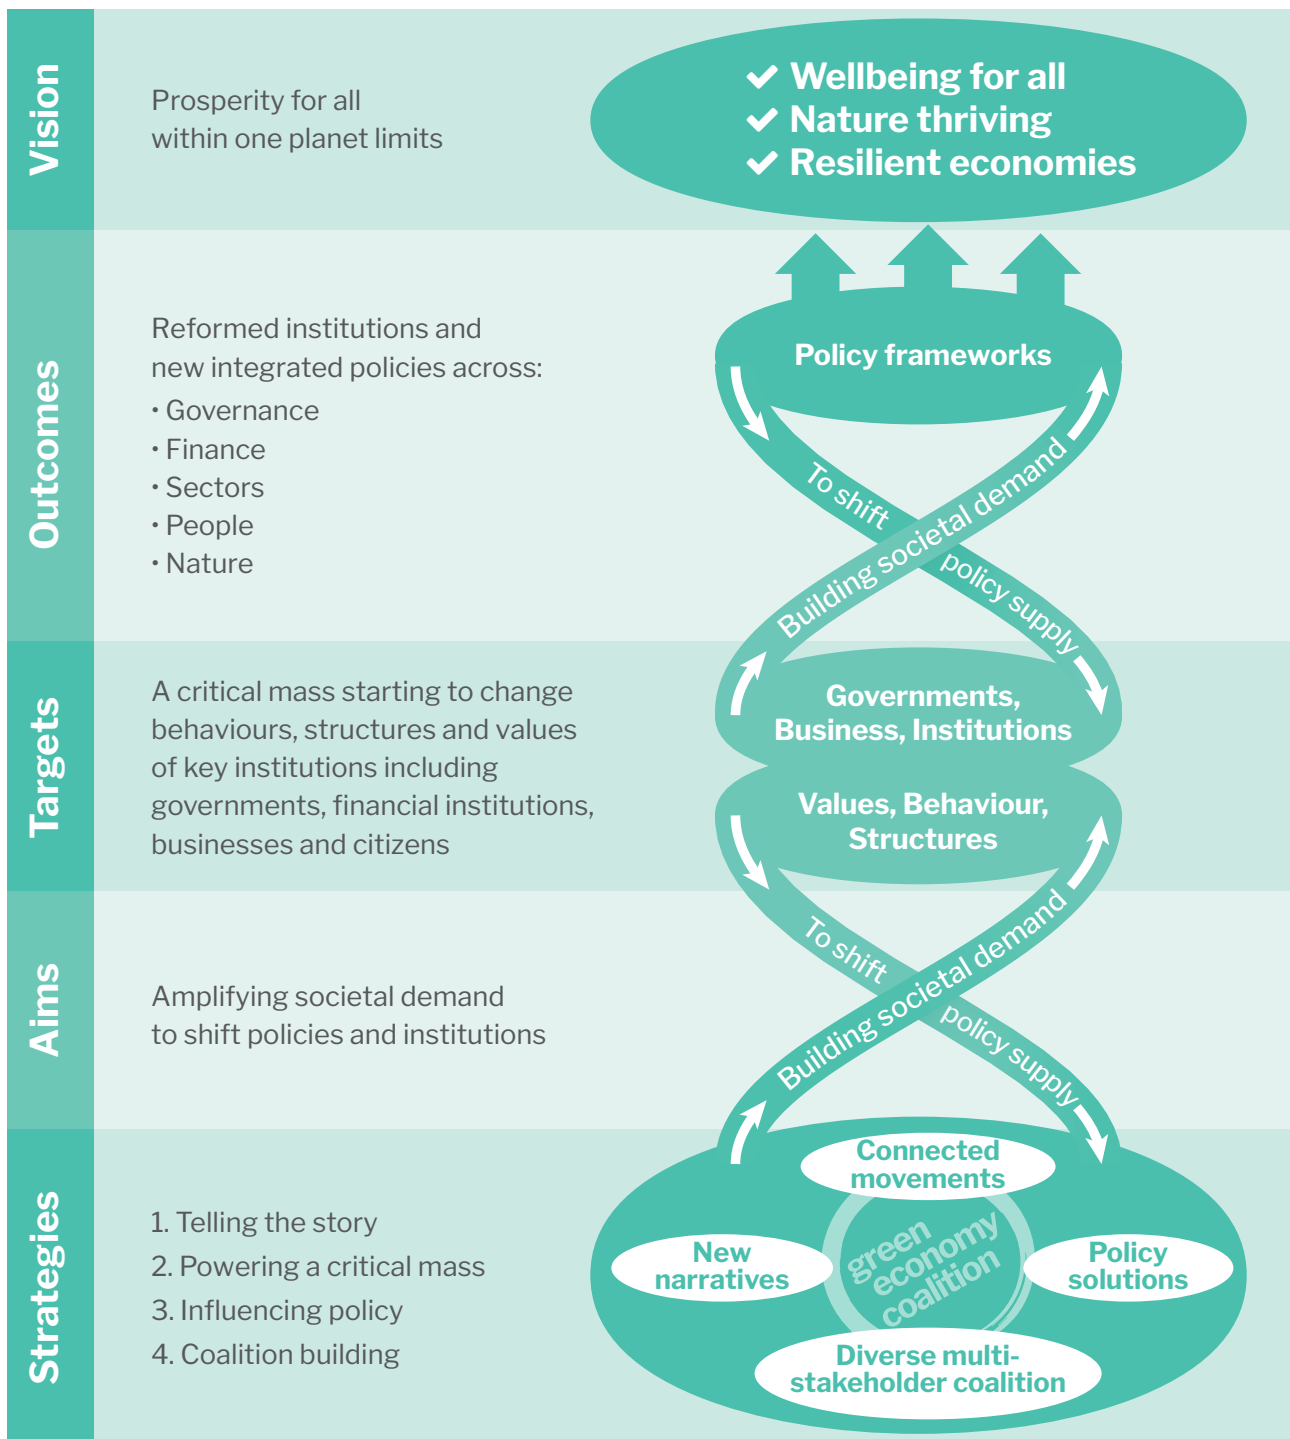 Vision
Prosperity for all
within one planet limits
✔ Wellbeing for all
✔ Nature thriving
✔ Resilient economies
Outcomes
Reformed institutions and
new integrated policies across:
• Governance
• Finance
• Sectors
• People
• Nature
Policy frameworks
To shift policy supply
Building societal demand
Targets
A critical mass starting to change
behaviours, structures and values
of key institutions including
governments, financial institutions,
businesses and citizens
Governments,
Business, Institutions
Values, Behaviour,
Structures
Aims
Amplifying societal demand
to shift policies and institutions
To shift policy supply
Building societal demand
Strategies
1. Telling the story
2. Powering a critical mass
3. Influencing policy
4. Coalition building
Connected
movements
New
narratives
green
economy
coalition
Policy
solutions
Diverse multi-
stakeholder coalition